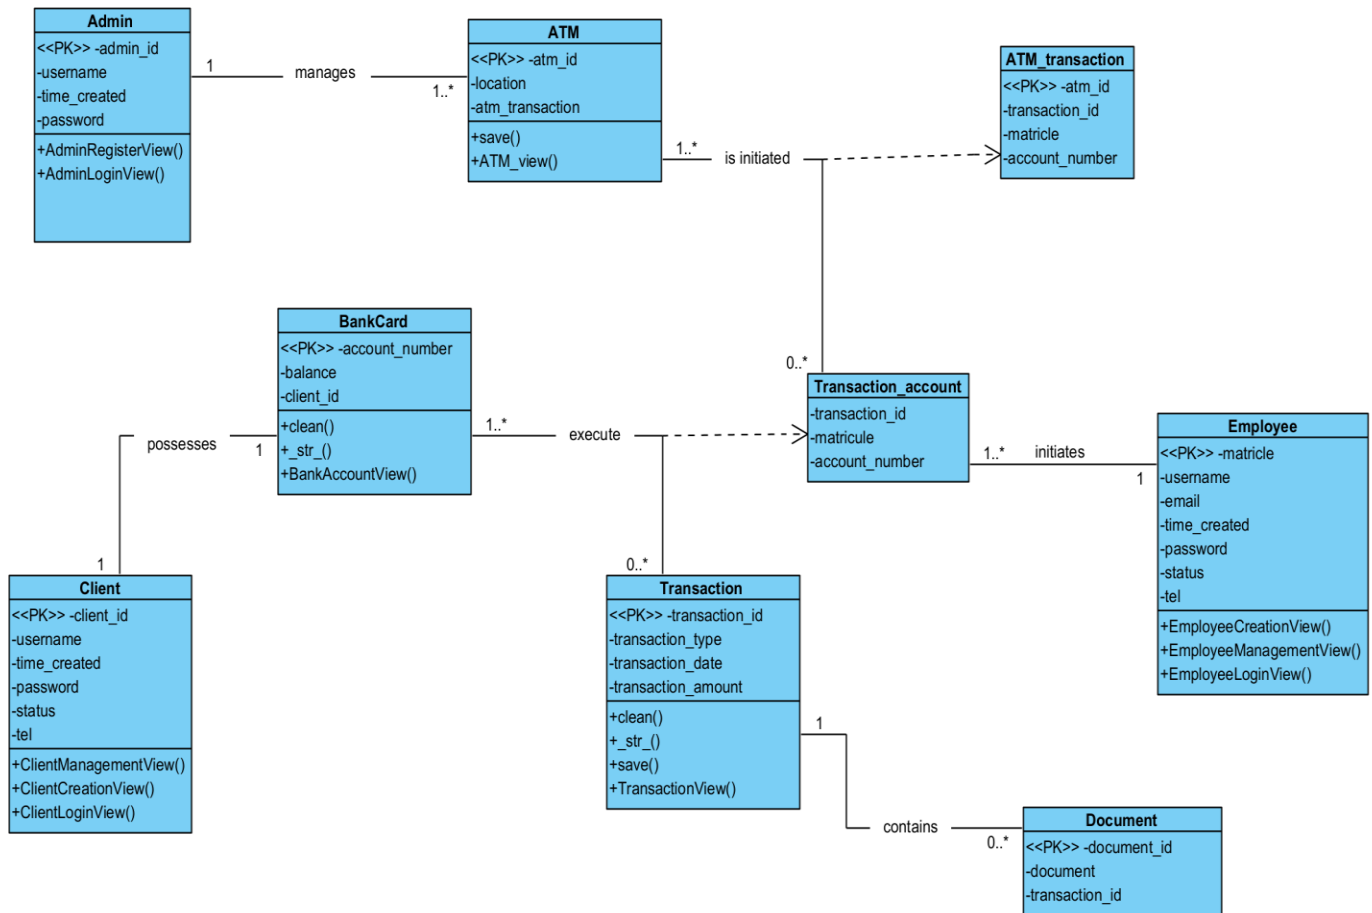 Admin
<<PK>> -admin_id
-username
-time_created
-password
+AdminRegisterView()
+AdminLoginView()
1
manages
1..*
ATM
<<PK>> -atm_id
-location
-atm_transaction
+save()
+ATM_view()
1..*
is initiated
0..*
ATM_transaction
<<PK>> -atm_id
-transaction_id
-matricle
-account_number
BankCard
<<PK>> -account_number
-balance
-client_id
+clean()
+_str_()
+BankAccountView()
possesses
1
1
1..*
execute
0..*
Transaction_account
-transaction_id
-matricule
-account_number
1..*
initiates
1
Employee
<<PK>> -matricle
-username
-email
-time_created
-password
-status
-tel
+EmployeeCreationView()
+EmployeeManagementView()
+EmployeeLoginView()
Client
<<PK>> -client_id
-username
-time_created
-password
-status
-tel
+ClientManagementView()
+ClientCreationView()
+ClientLoginView()
Transaction
<<PK>> -transaction_id
-transaction_type
-transaction_date
-transaction_amount
+clean()
+_str_()
+save()
+TransactionView()
1
contains
0..*
Document
<<PK>> -document_id
-document
-transaction_id